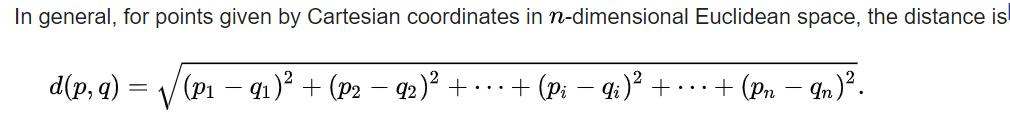 In general, for points given by Cartesian coordinates in n-dimensional Euclidean space, the distance is
d(p, q) = √(p₁ − q₁)² + (p₂ − q₂)² + ··· + (pᵢ − qᵢ)² + ··· + (pₙ − qₙ)².